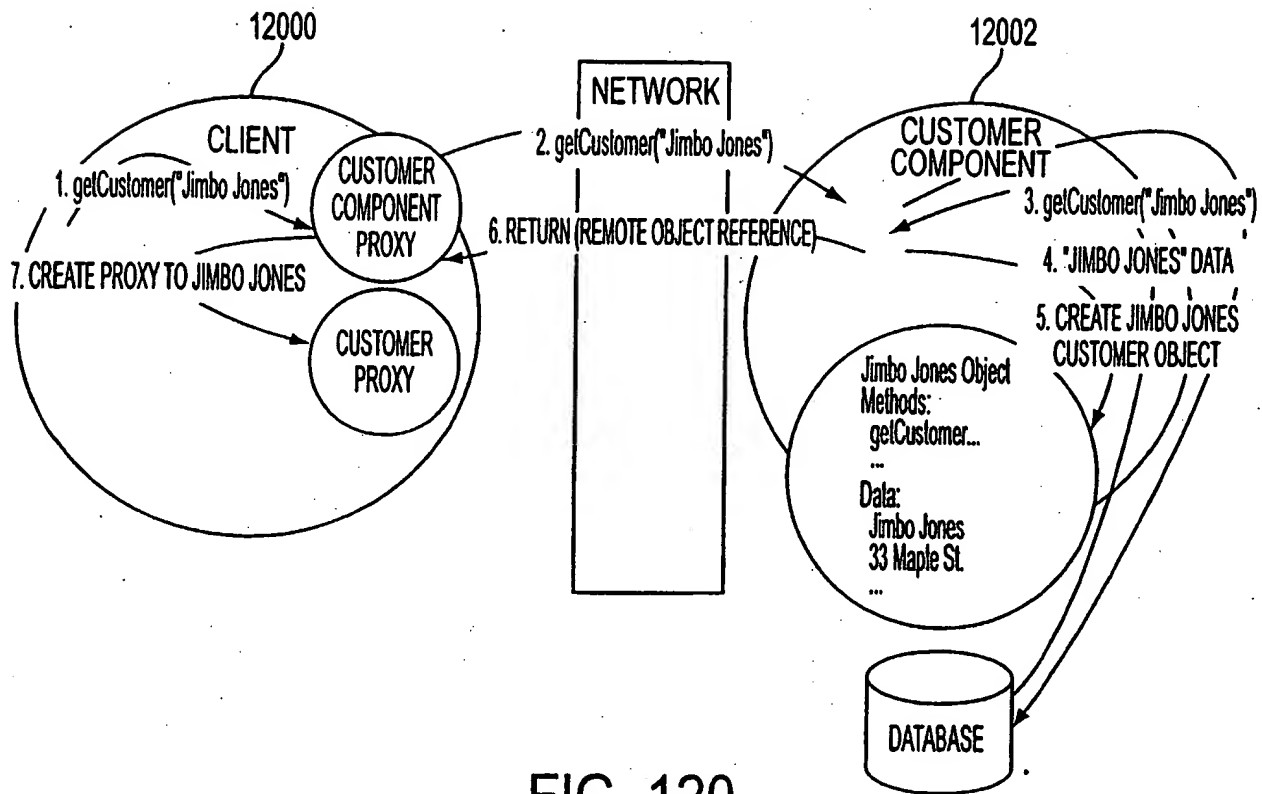 12000
12002
NETWORK
CLIENT
1. getCustomer("Jimbo Jones")
CUSTOMER
COMPONENT
PROXY
2. getCustomer("Jimbo Jones")
CUSTOMER
COMPONENT
3. getCustomer("Jimbo Jones")
6. RETURN (REMOTE OBJECT REFERENCE)
4. "JIMBO JONES" DATA
7. CREATE PROXY TO JIMBO JONES
5. CREATE JIMBO JONES
CUSTOMER OBJECT
CUSTOMER
PROXY
Jimbo Jones Object
Methods:
getCustomer...
...
Data:
Jimbo Jones
33 Maple St.
...
DATABASE
FIG. 120